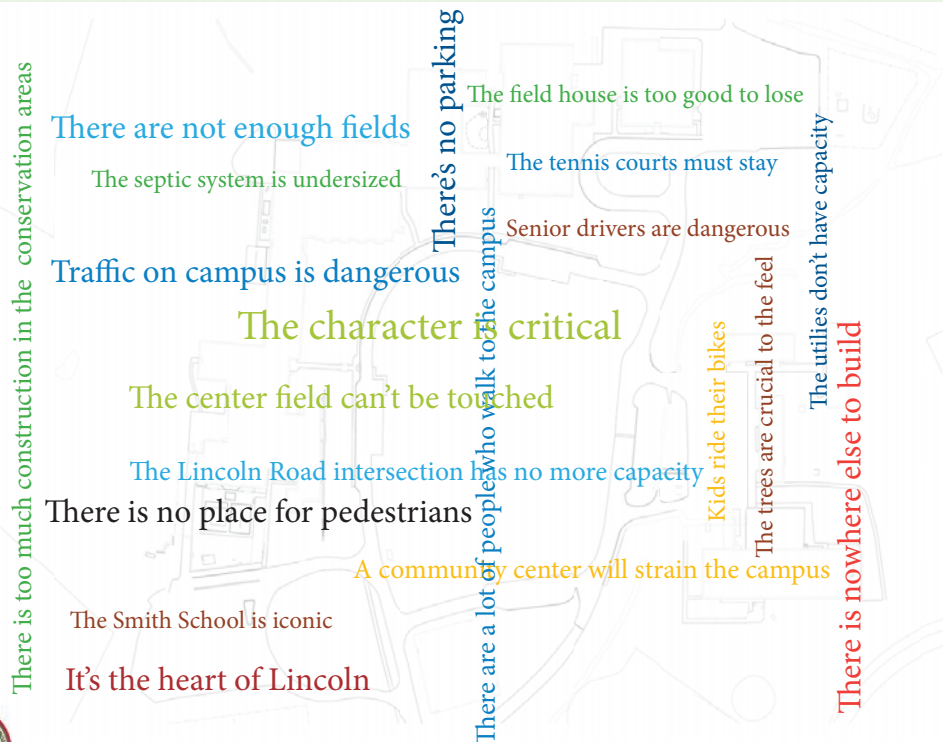 There is too much construction in the conservation areas
There's no parking
The field house is too good to lose
There are not enough fields
The tennis courts must stay
The septic system is undersized
The utilies don't have capacity
Senior drivers are dangerous
Traffic on campus is dangerous
The character is critical
The center field can't be touched
There are a lot of people who walk to the campus
Kids ride their bikes
The trees are crucial to the feel
There is nowhere else to build
The Lincoln Road intersection has no more capacity
There is no place for pedestrians
A community center will strain the campus
The Smith School is iconic
It's the heart of Lincoln